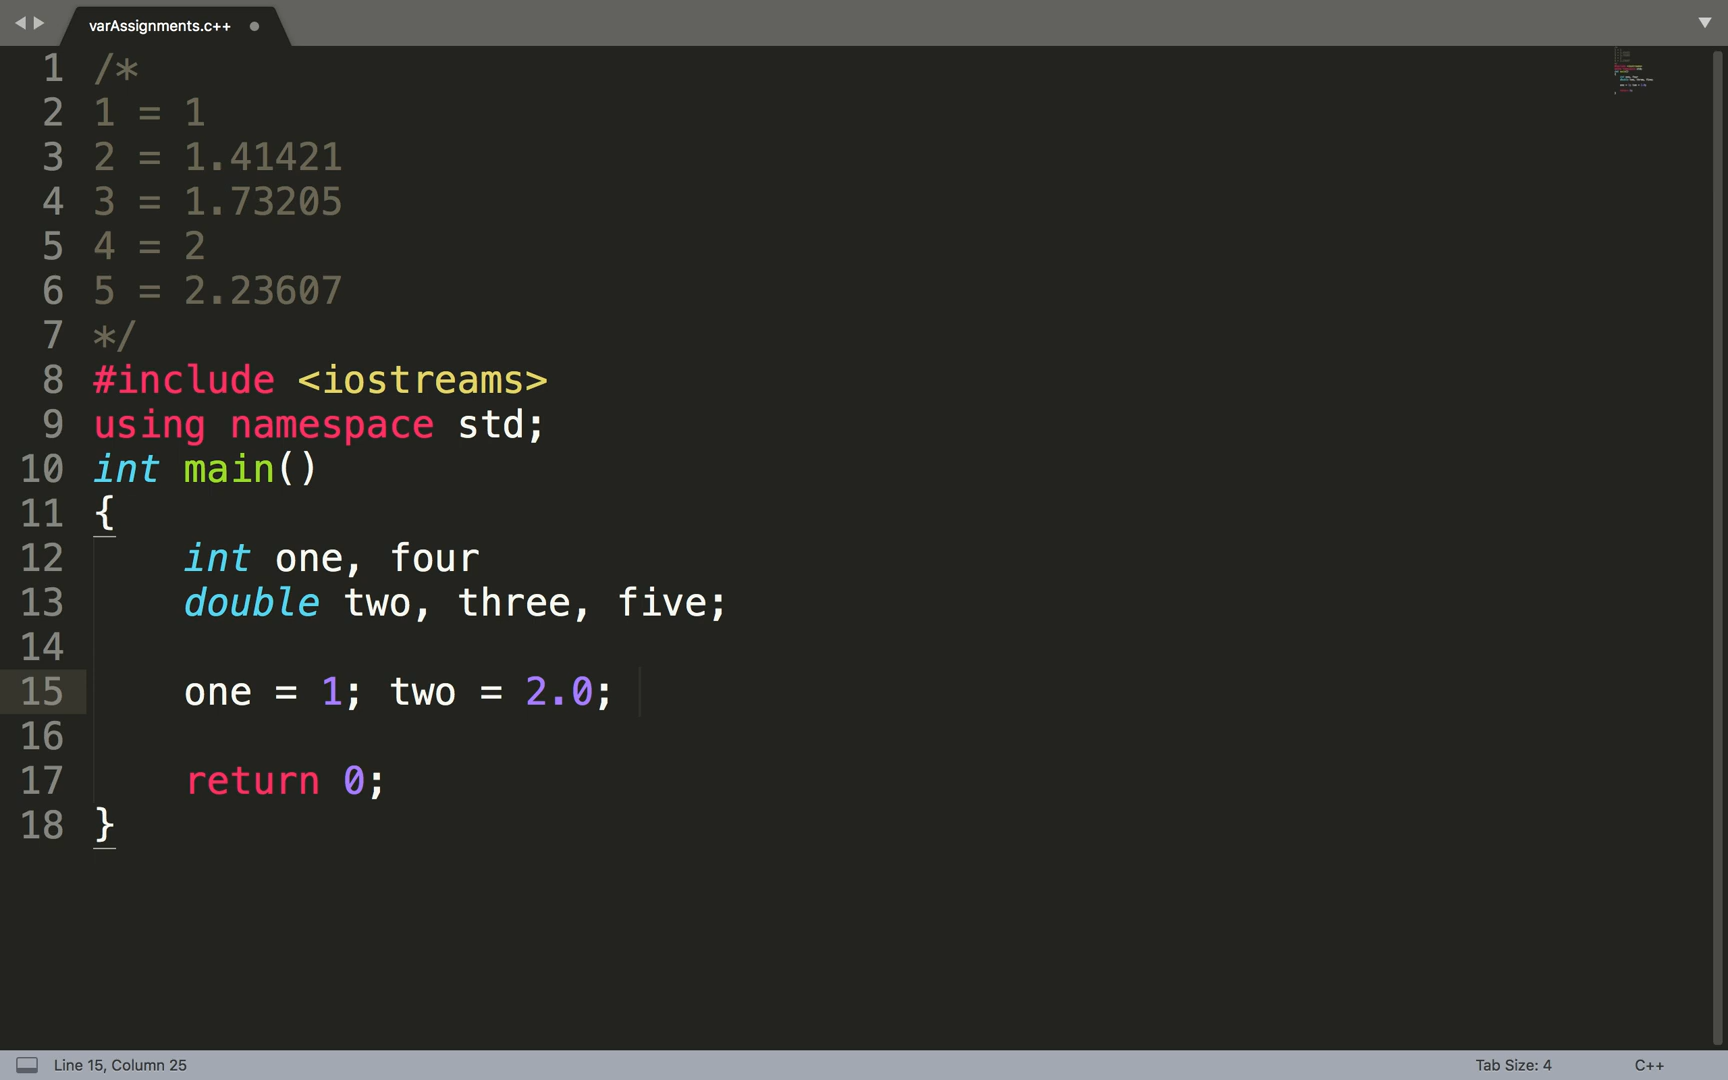 varAssignments.c++
1 /*
2 1 = 1
3 2 = 1.41421
4 3 = 1.73205
5 4 = 2
6 5 = 2.23607
7 */
8 #include <iostreams>
9 using namespace std;
10 int main()
11 {
12 int one, four
13 double two, three, five;
14
15 one = 1; two = 2.0;
16
17 return 0;
18 }
Line 15, Column 25 Tab Size: 4 C++